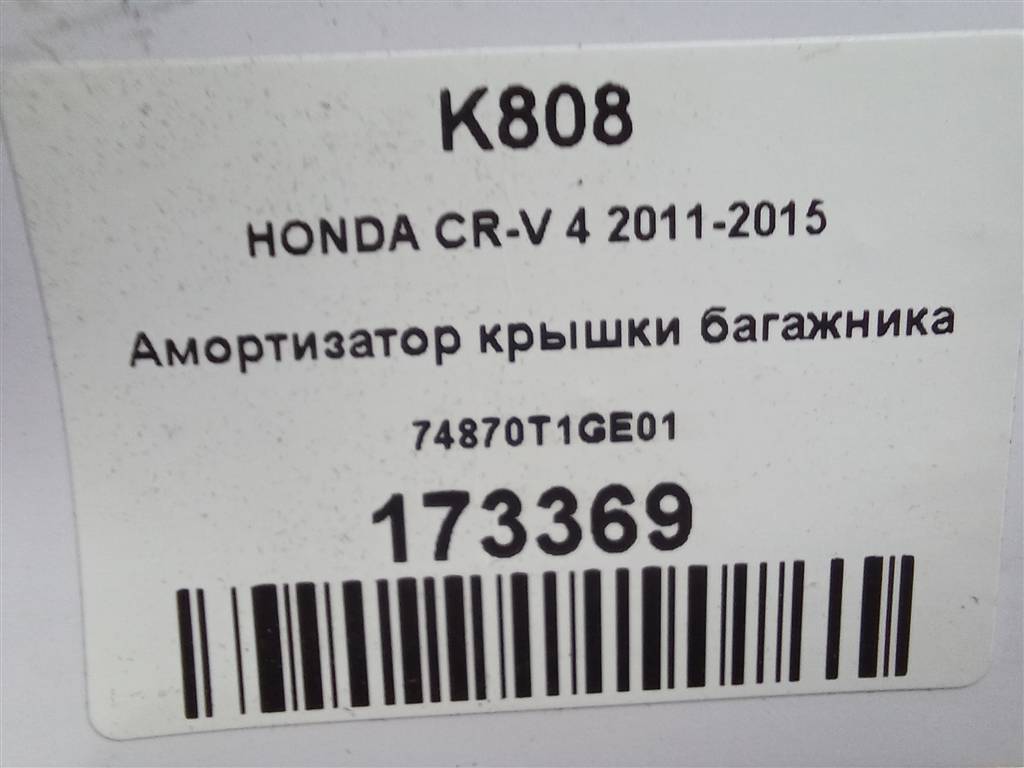 K808
HONDA CR-V 4 2011-2015
Амортизатор крышки багажника
74870T1GE01
173369